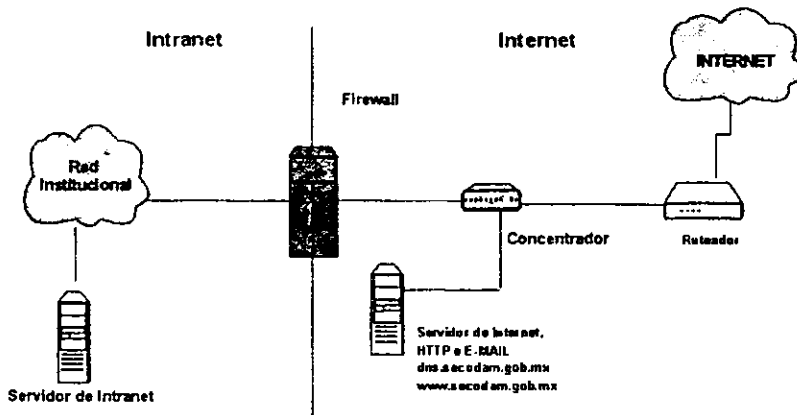 Intranet
Internet
INTERNET
Firewall
Red
Institucional
Concentrador
Ruteador
Servidor de Internet,
HTTP e E-MAIL
dns.secodam.gob.mx
www.secodam.gob.mx
Servidor de Intranet